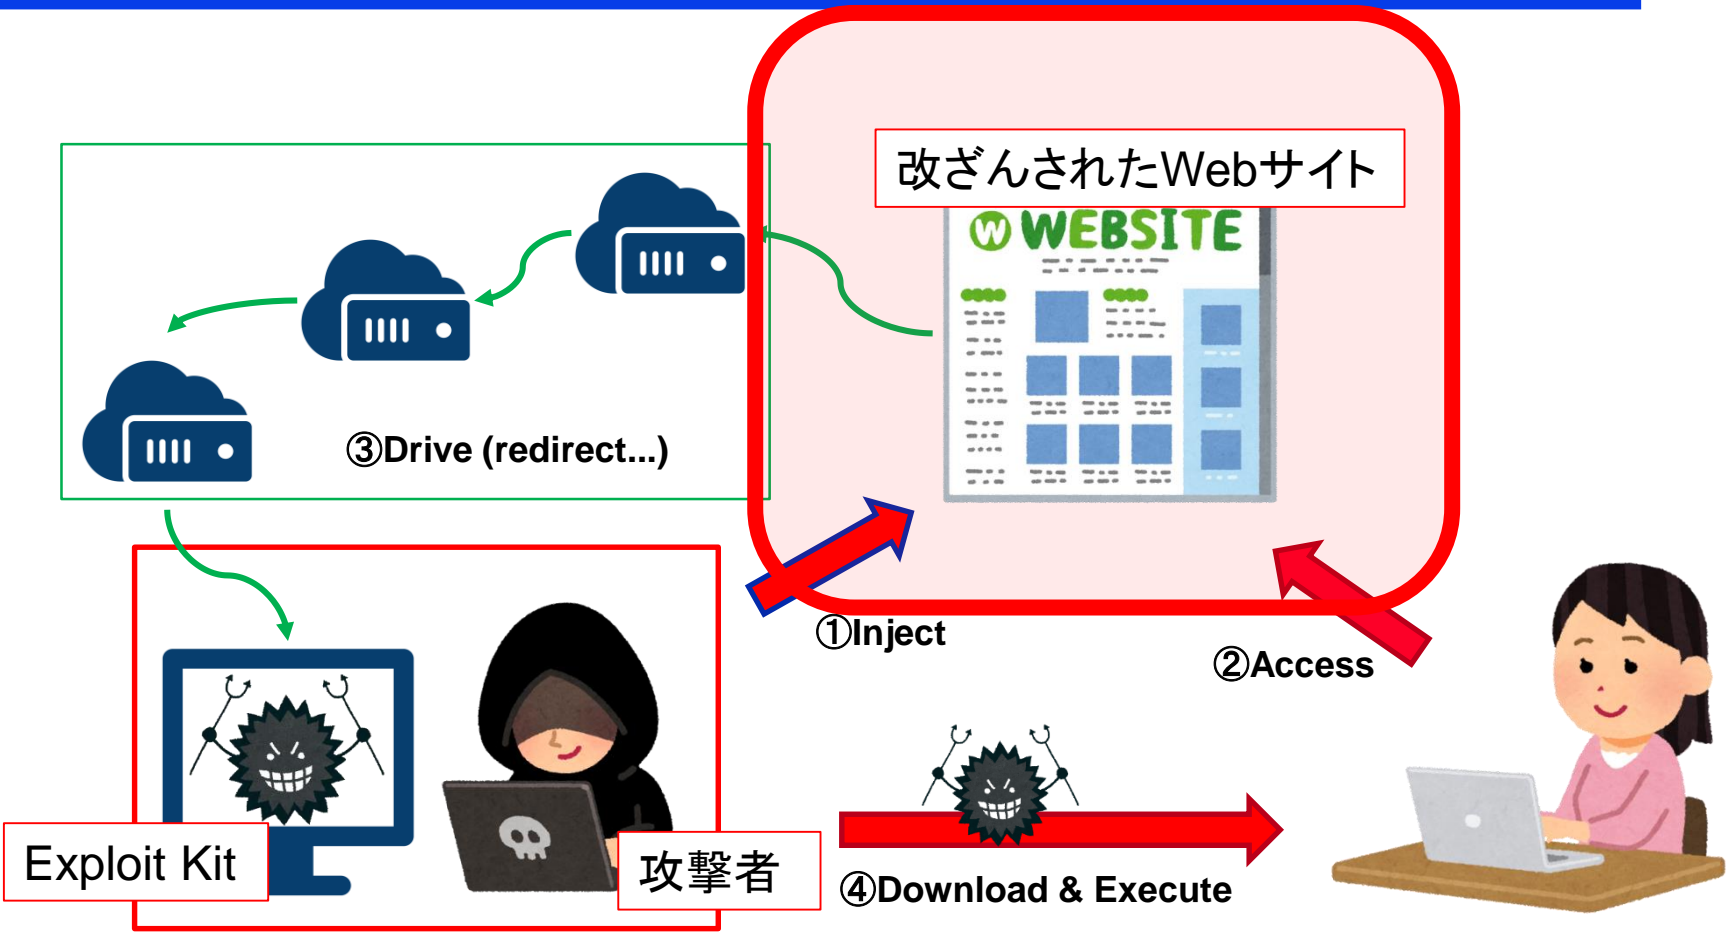 改ざんされたWebサイト
W WEBSITE
③Drive (redirect...)
①Inject
②Access
Exploit Kit
攻撃者
④Download & Execute